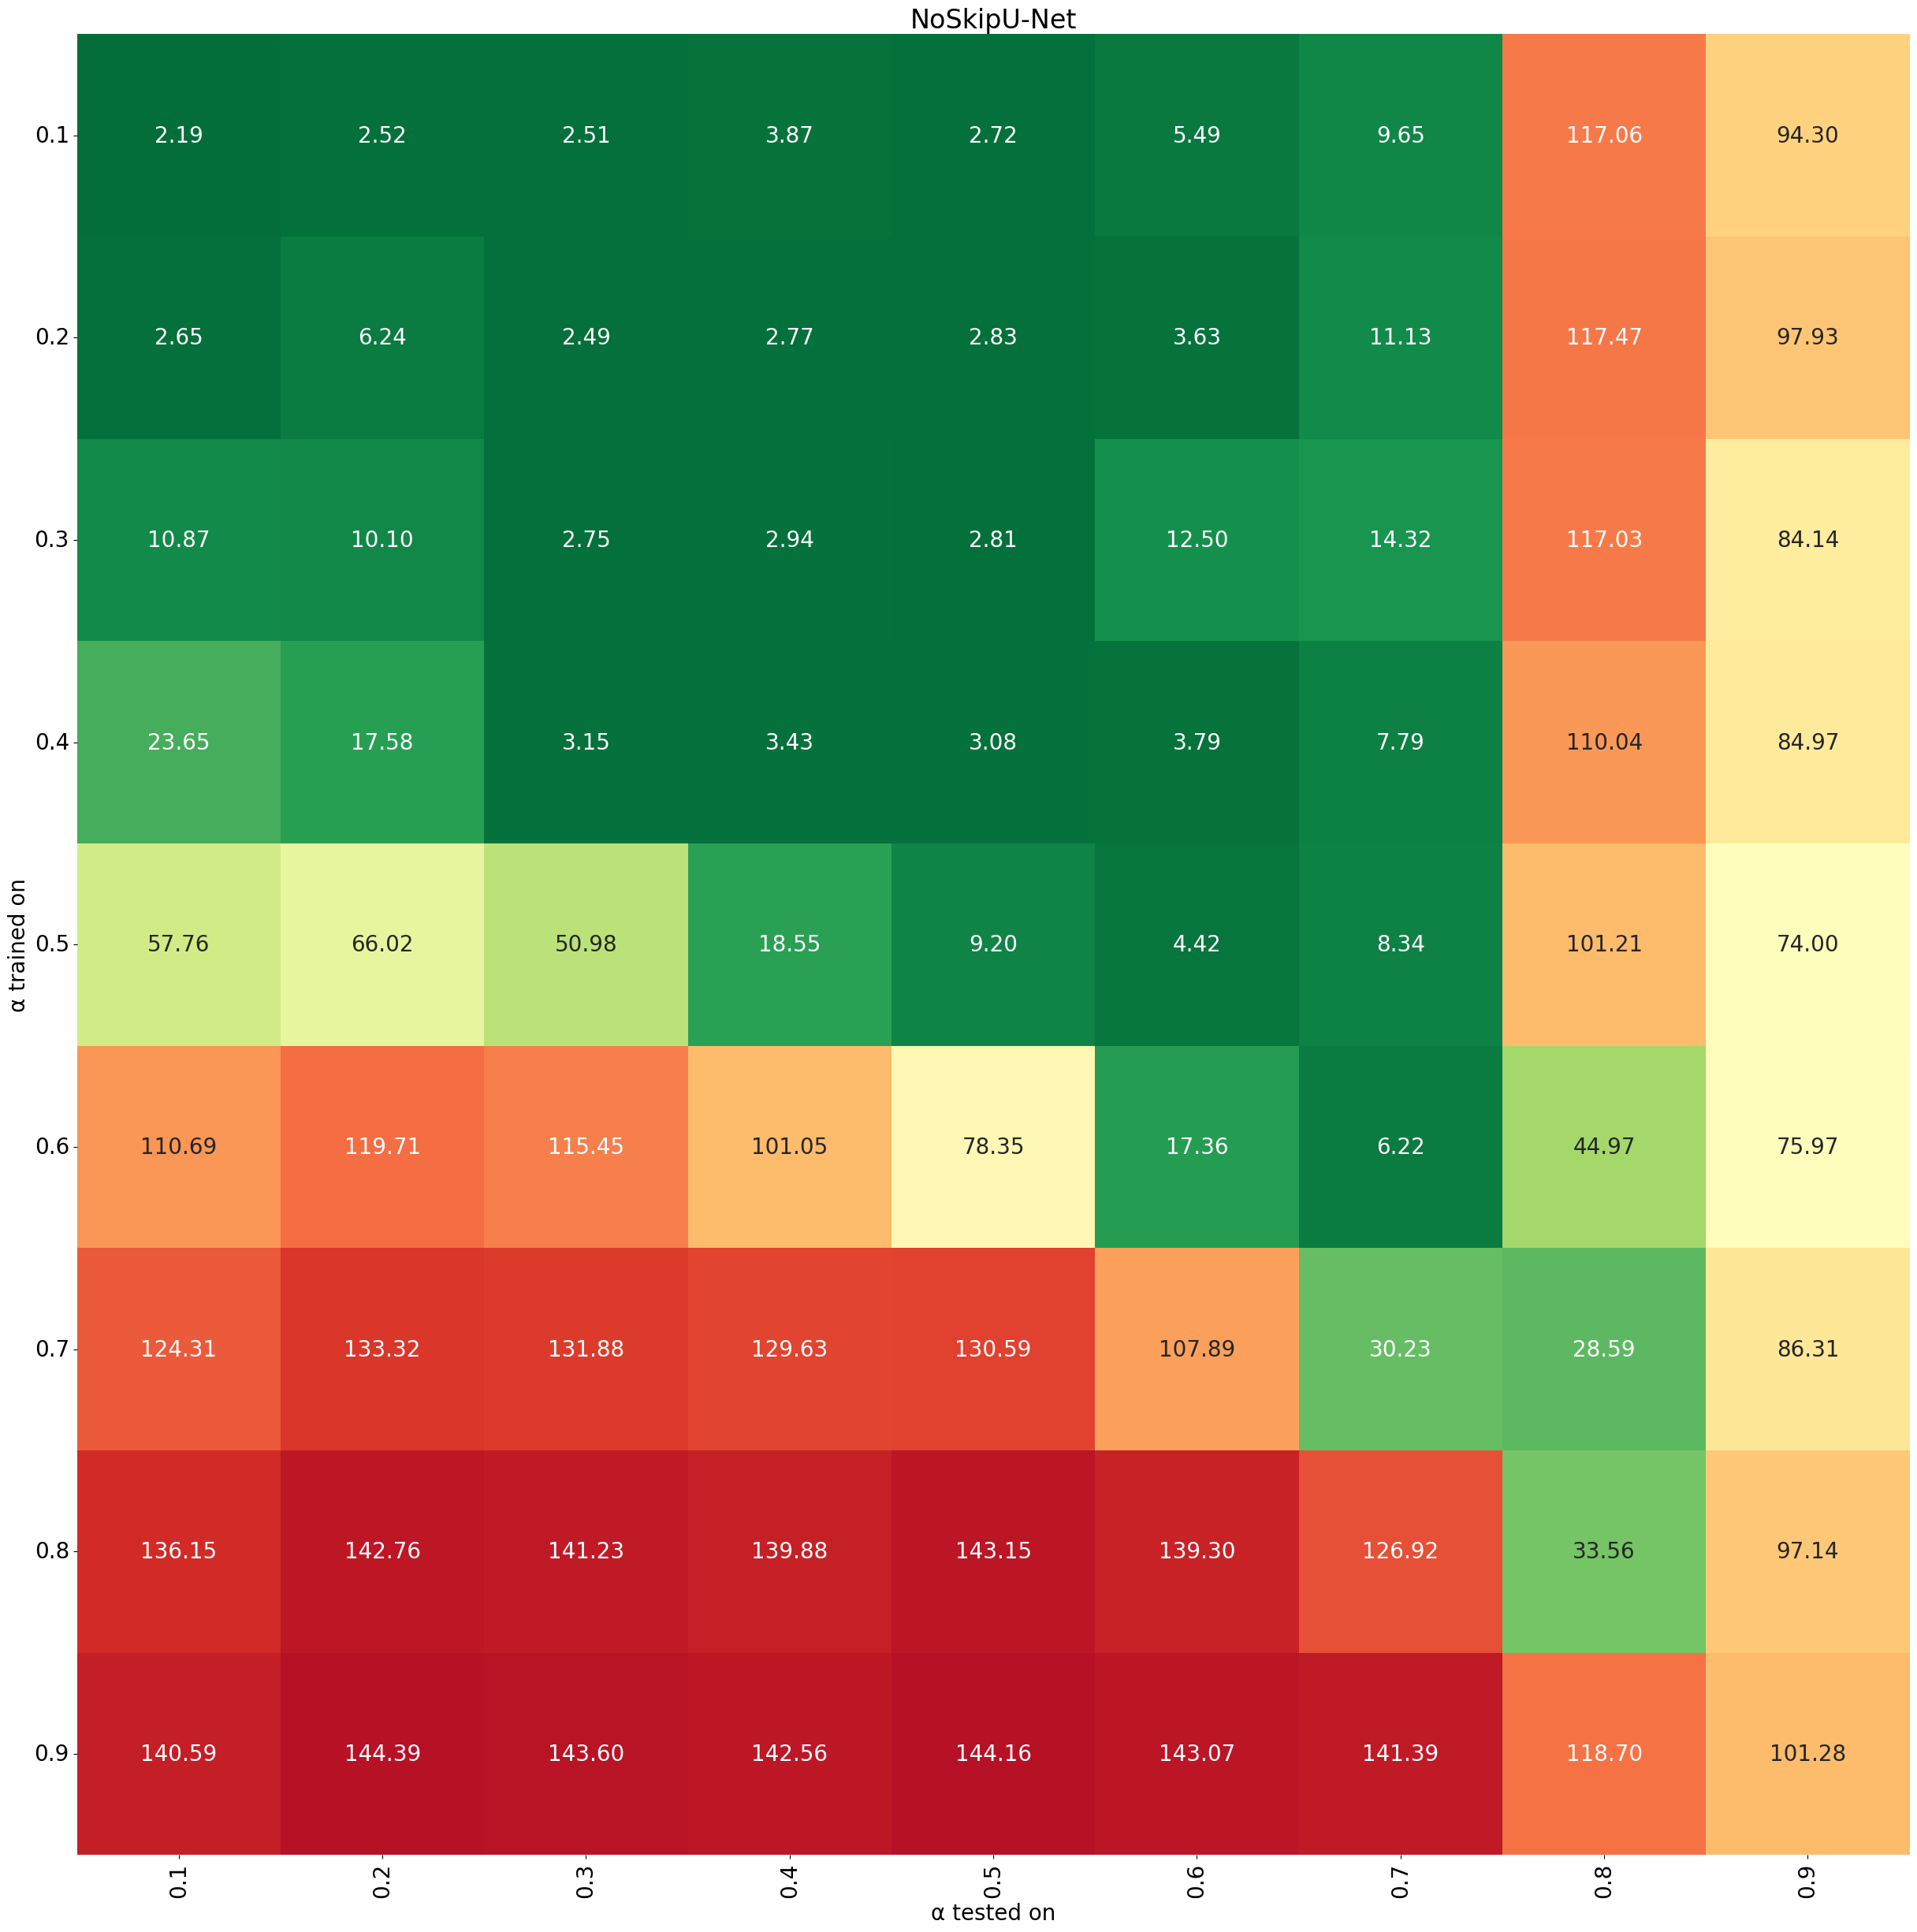 NoSkipU-Net
0.1 2.19 2.52 2.51 3.87 2.72 5.49 9.65 117.06 94.30
0.2 2.65 6.24 2.49 2.77 2.83 3.63 11.13 117.47 97.93
0.3 10.87 10.10 2.75 2.94 2.81 12.50 14.32 117.03 84.14
0.4 23.65 17.58 3.15 3.43 3.08 3.79 7.79 110.04 84.97
0.5 57.76 66.02 50.98 18.55 9.20 4.42 8.34 101.21 74.00
α trained on
0.6 110.69 119.71 115.45 101.05 78.35 17.36 6.22 44.97 75.97
0.7 124.31 133.32 131.88 129.63 130.59 107.89 30.23 28.59 86.31
0.8 136.15 142.76 141.23 139.88 143.15 139.30 126.92 33.56 97.14
0.9 140.59 144.39 143.60 142.56 144.16 143.07 141.39 118.70 101.28
0.1 0.2 0.3 0.4 0.5 0.6 0.7 0.8 0.9
α tested on